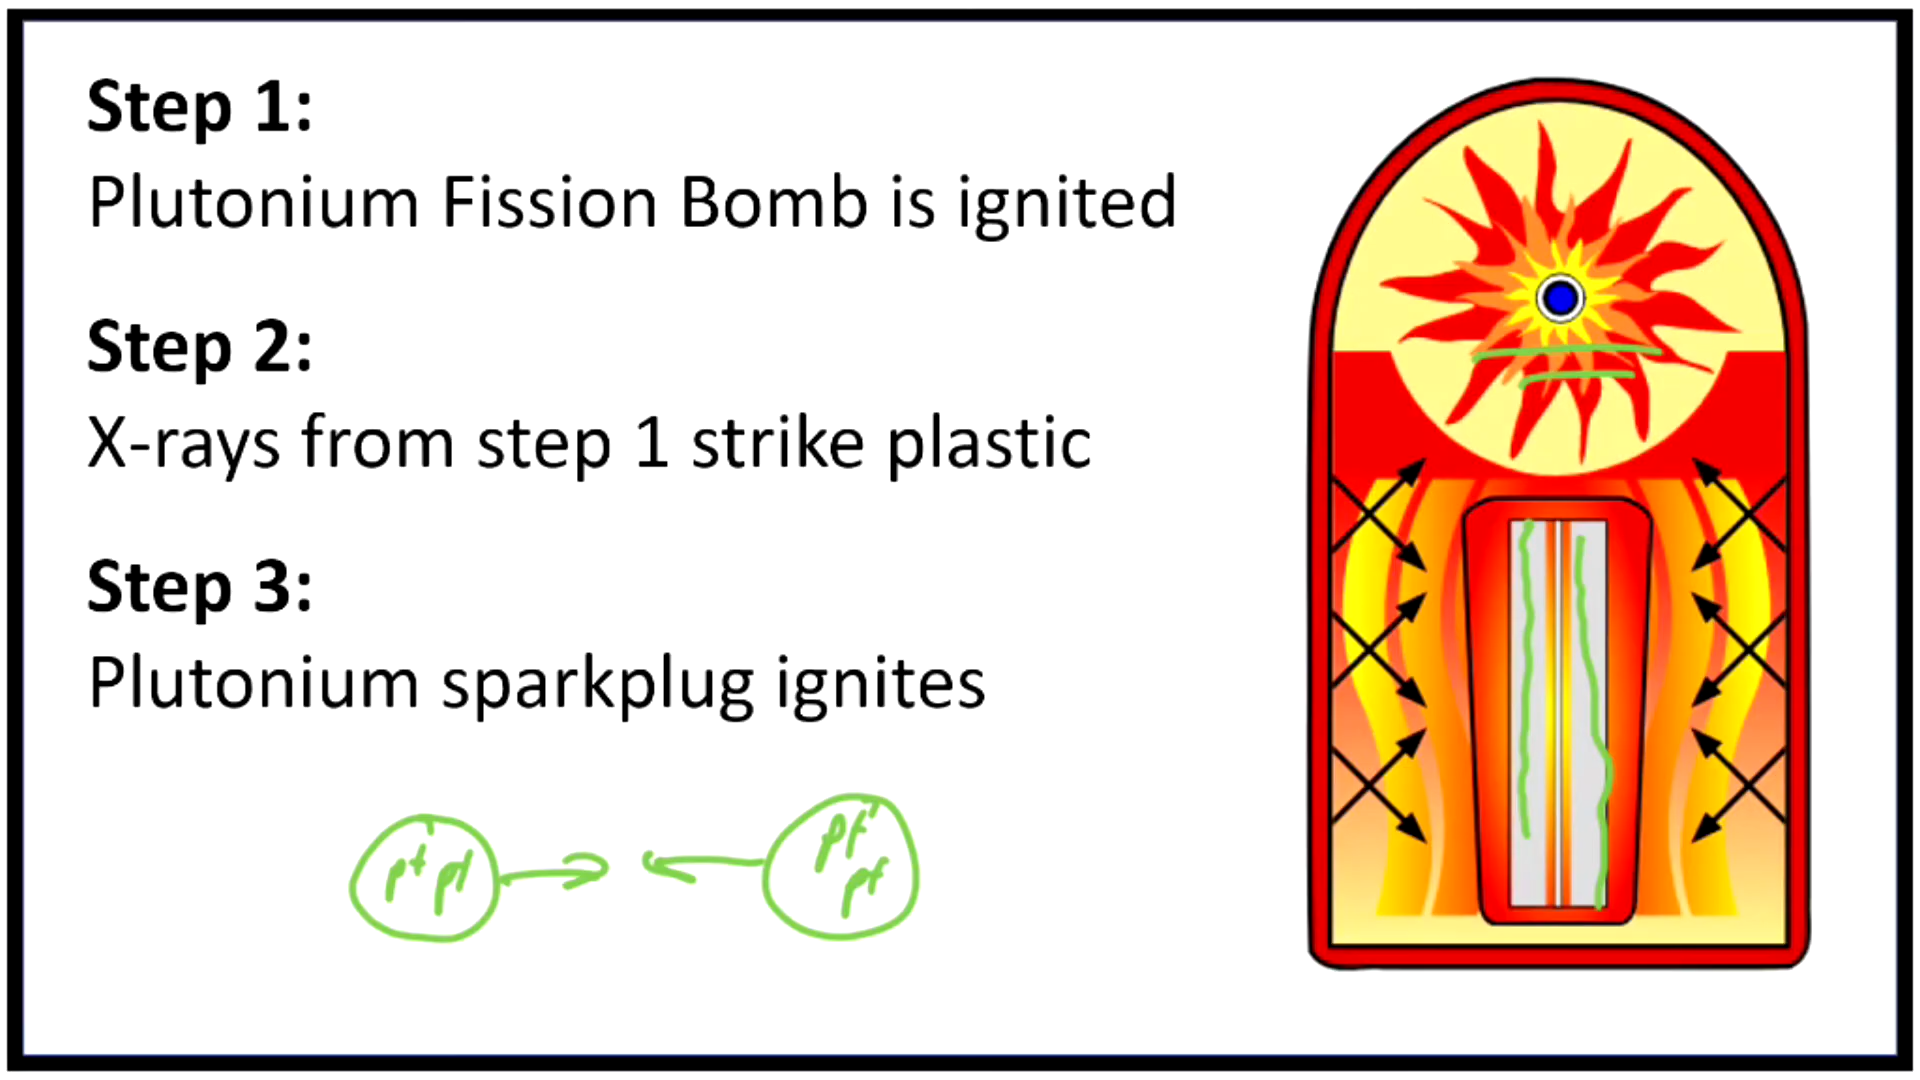 Step 1:
Plutonium Fission Bomb is ignited
Step 2:
X-rays from step 1 strike plastic
Step 3:
Plutonium sparkplug ignites